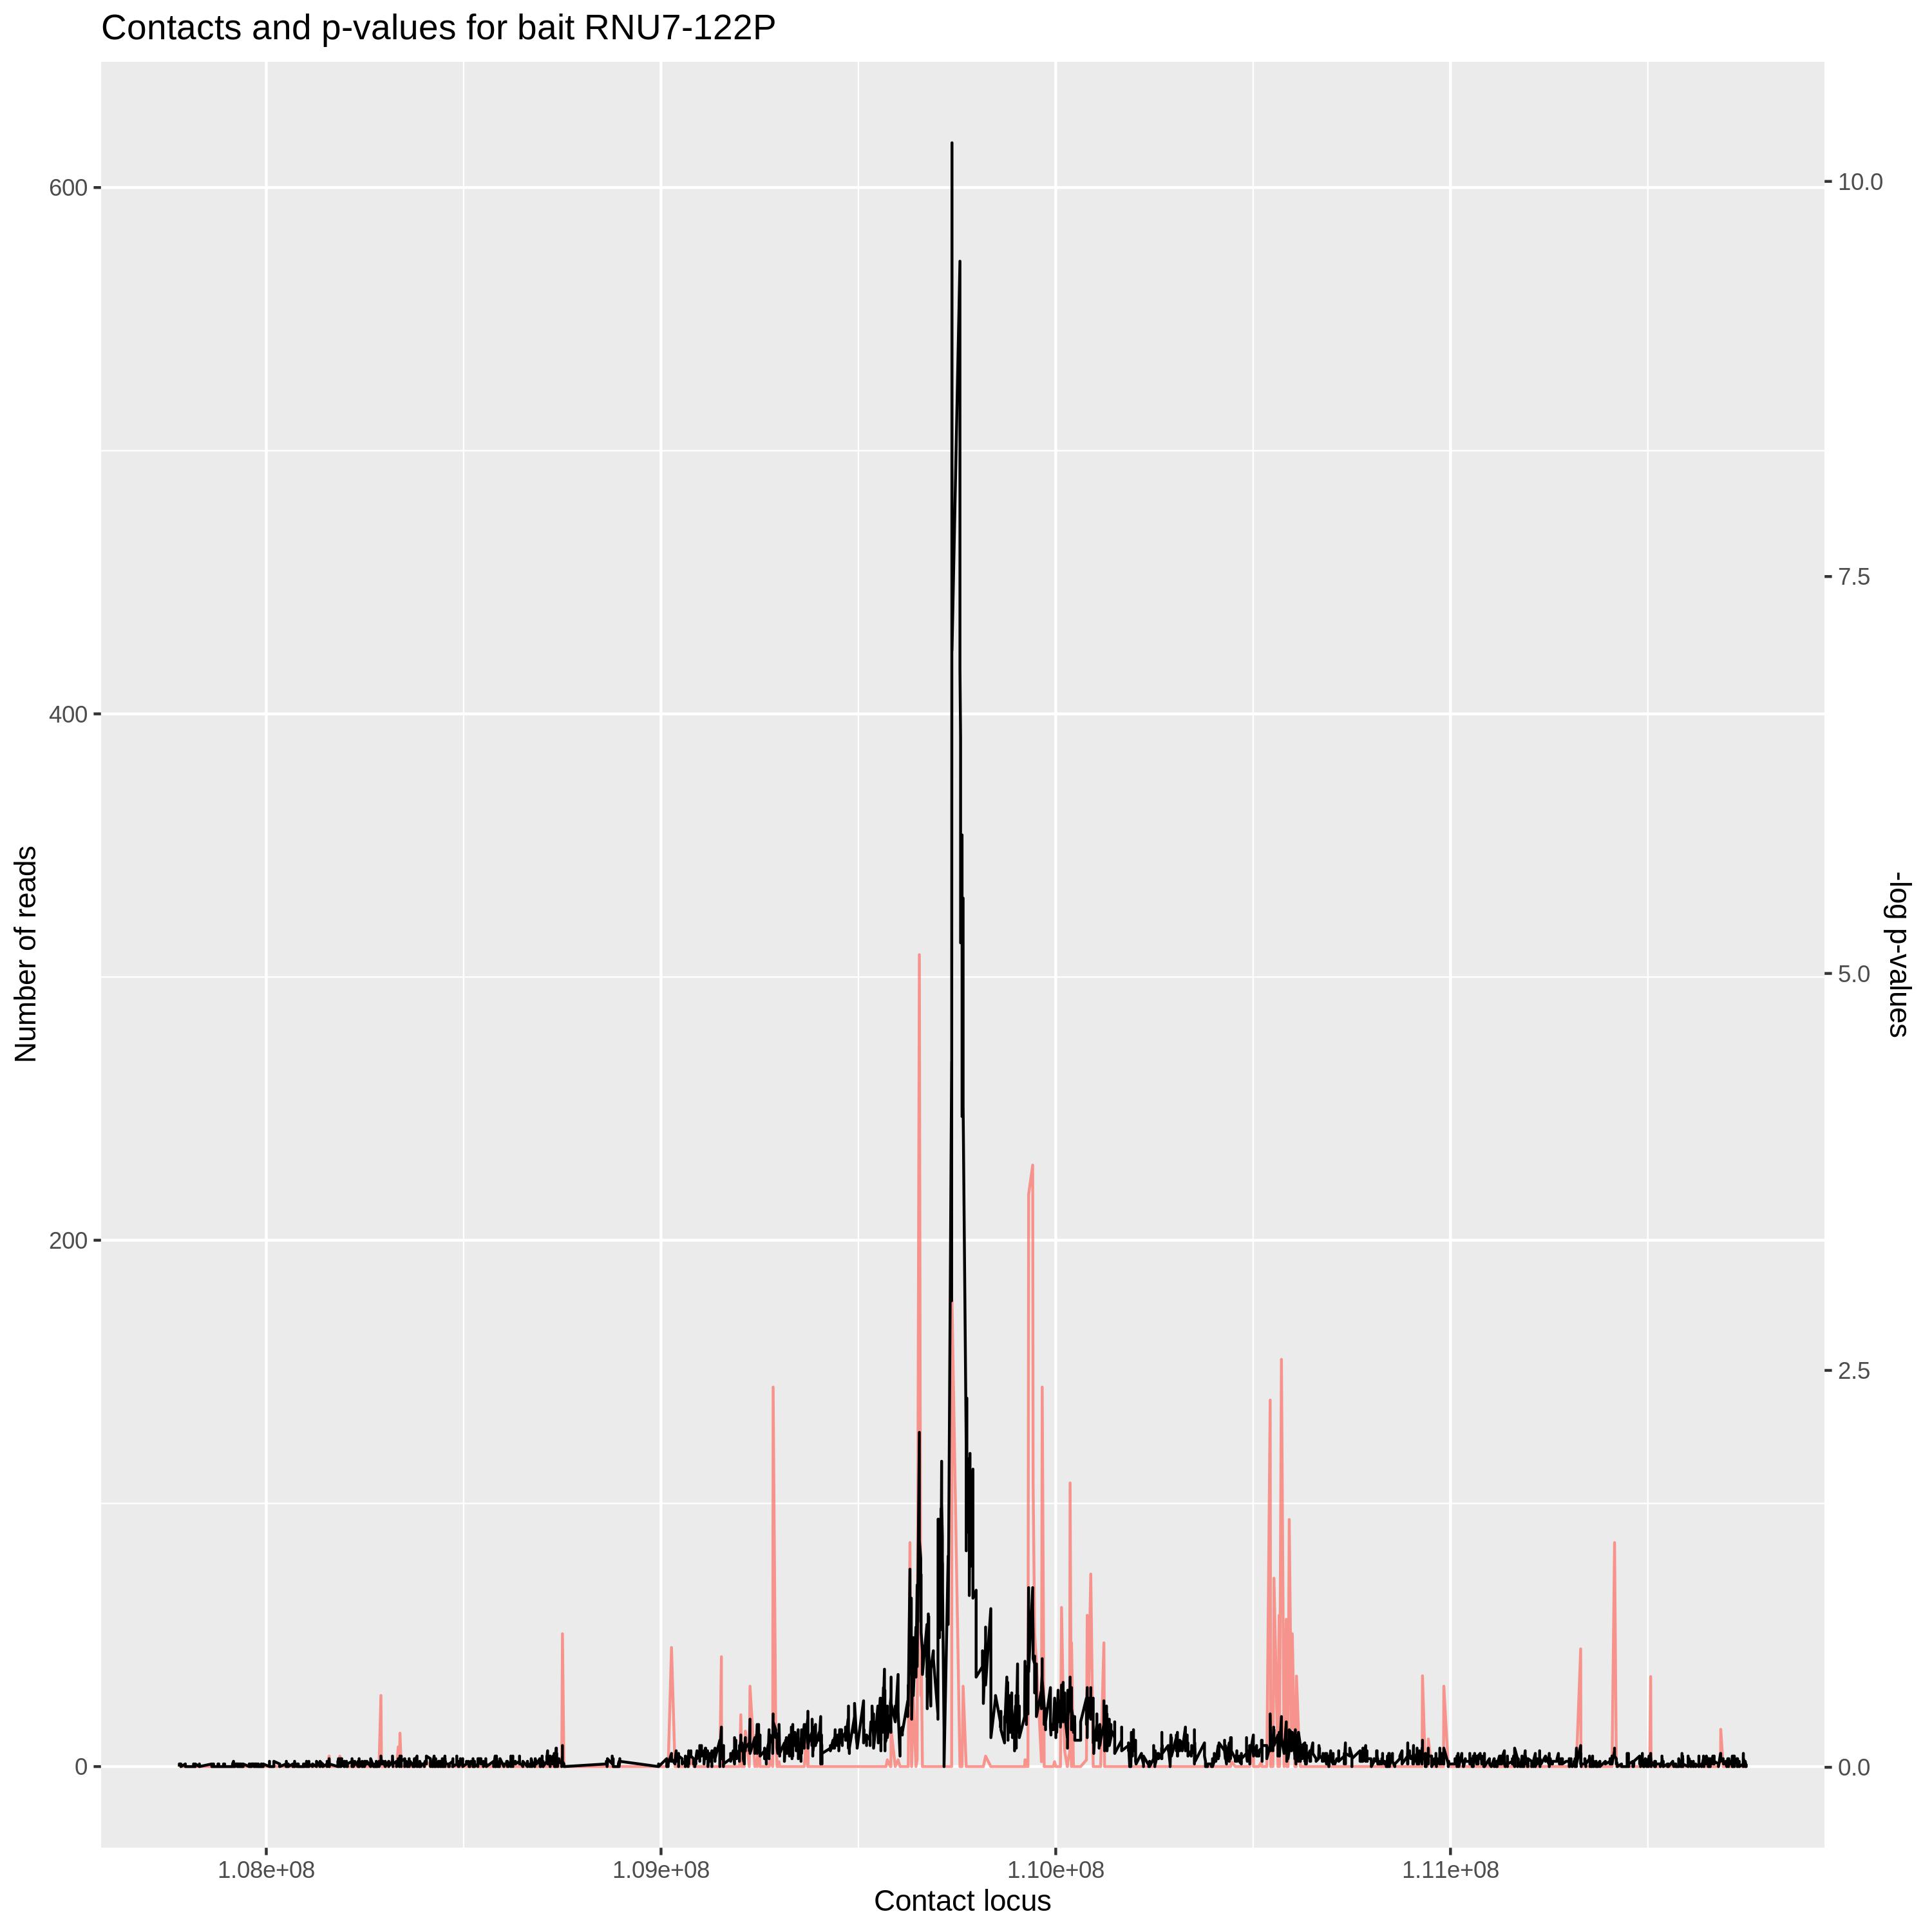 Contacts and p-values for bait RNU7-122P
600
400
200
0
Number of reads
10.0
7.5
5.0
2.5
0.0
-log p-values
1.08e+08
1.09e+08
1.10e+08
1.11e+08
Contact locus